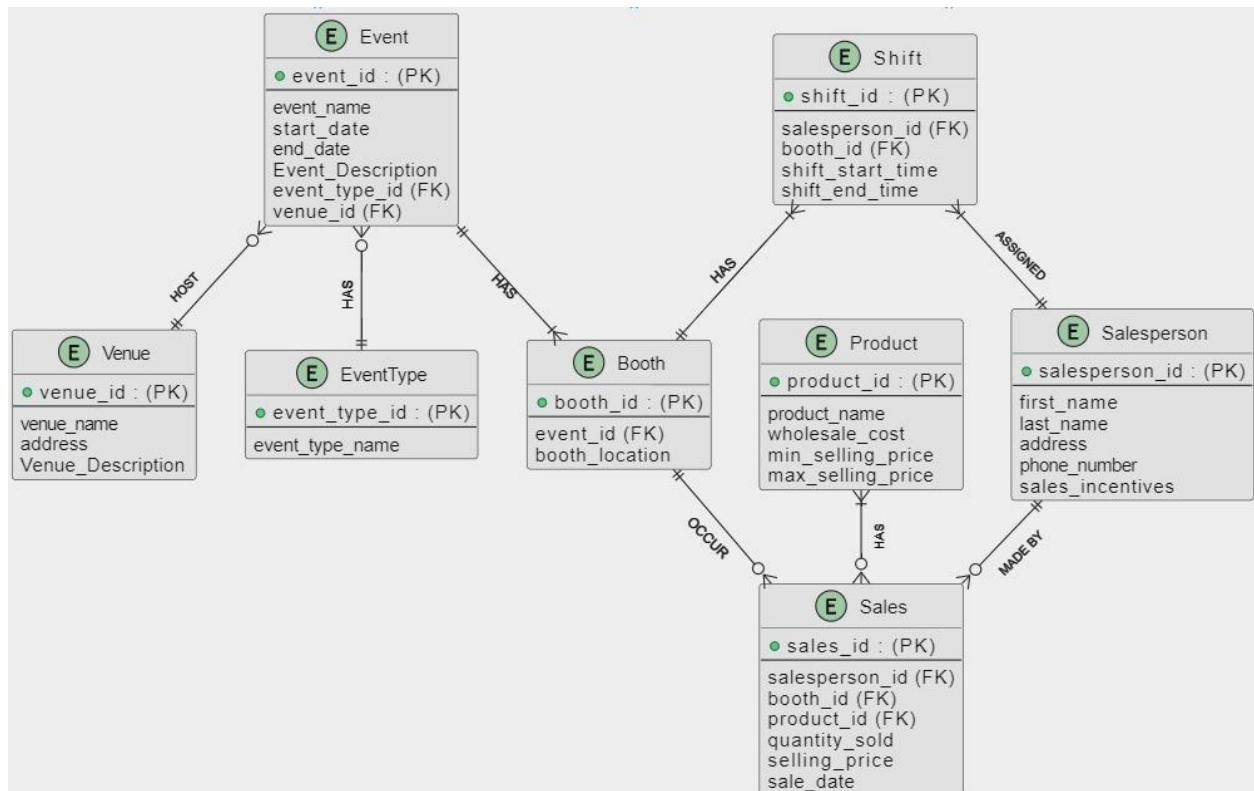 E Event
event_id : (PK)
event_name
start_date
end_date
Event_Description
event_type_id (FK)
venue_id (FK)
E Shift
shift_id : (PK)
salesperson_id (FK)
booth_id (FK)
shift_start_time
shift_end_time
HOST
HAS
HAS
HAS
ASSIGNED
E Venue
venue_id : (PK)
venue_name
address
Venue_Description
E EventType
event_type_id : (PK)
event_type_name
E Booth
booth_id : (PK)
event_id (FK)
booth_location
E Product
product_id : (PK)
product_name
wholesale_cost
min_selling_price
max_selling_price
E Salesperson
salesperson_id : (PK)
first_name
last_name
address
phone_number
sales_incentives
OCCUR
HAS
MADE BY
E Sales
sales_id : (PK)
salesperson_id (FK)
booth_id (FK)
product_id (FK)
quantity_sold
selling_price
sale_date